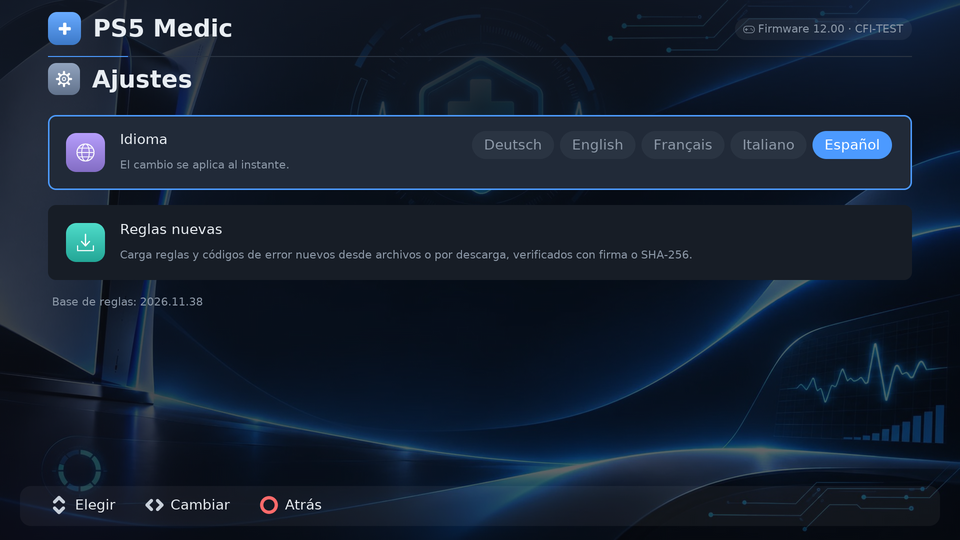 PS5 Medic
Firmware 12.00 · CFI-TEST
Ajustes
Idioma
El cambio se aplica al instante.
Deutsch English Français Italiano Español
Reglas nuevas
Carga reglas y códigos de error nuevos desde archivos o por descarga, verificados con firma o SHA-256.
Base de reglas: 2026.11.38
Elegir Cambiar Atrás